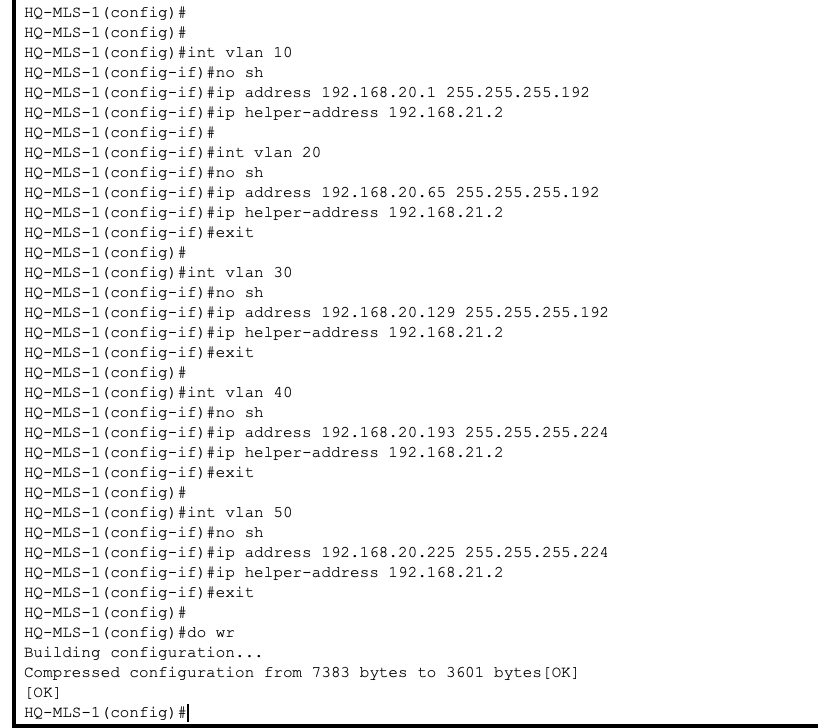 HQ-MLS-1(config)#
HQ-MLS-1(config)#
HQ-MLS-1(config)#int vlan 10
HQ-MLS-1(config-if)#no sh
HQ-MLS-1(config-if)#ip address 192.168.20.1 255.255.255.192
HQ-MLS-1(config-if)#ip helper-address 192.168.21.2
HQ-MLS-1(config-if)#
HQ-MLS-1(config-if)#int vlan 20
HQ-MLS-1(config-if)#no sh
HQ-MLS-1(config-if)#ip address 192.168.20.65 255.255.255.192
HQ-MLS-1(config-if)#ip helper-address 192.168.21.2
HQ-MLS-1(config-if)#exit
HQ-MLS-1(config)#
HQ-MLS-1(config)#int vlan 30
HQ-MLS-1(config-if)#no sh
HQ-MLS-1(config-if)#ip address 192.168.20.129 255.255.255.192
HQ-MLS-1(config-if)#ip helper-address 192.168.21.2
HQ-MLS-1(config-if)#exit
HQ-MLS-1(config)#
HQ-MLS-1(config)#int vlan 40
HQ-MLS-1(config-if)#no sh
HQ-MLS-1(config-if)#ip address 192.168.20.193 255.255.255.224
HQ-MLS-1(config-if)#ip helper-address 192.168.21.2
HQ-MLS-1(config-if)#exit
HQ-MLS-1(config)#
HQ-MLS-1(config)#int vlan 50
HQ-MLS-1(config-if)#no sh
HQ-MLS-1(config-if)#ip address 192.168.20.225 255.255.255.224
HQ-MLS-1(config-if)#ip helper-address 192.168.21.2
HQ-MLS-1(config-if)#exit
HQ-MLS-1(config)#
HQ-MLS-1(config)#do wr
Building configuration...
Compressed configuration from 7383 bytes to 3601 bytes[OK]
[OK]
HQ-MLS-1(config)#